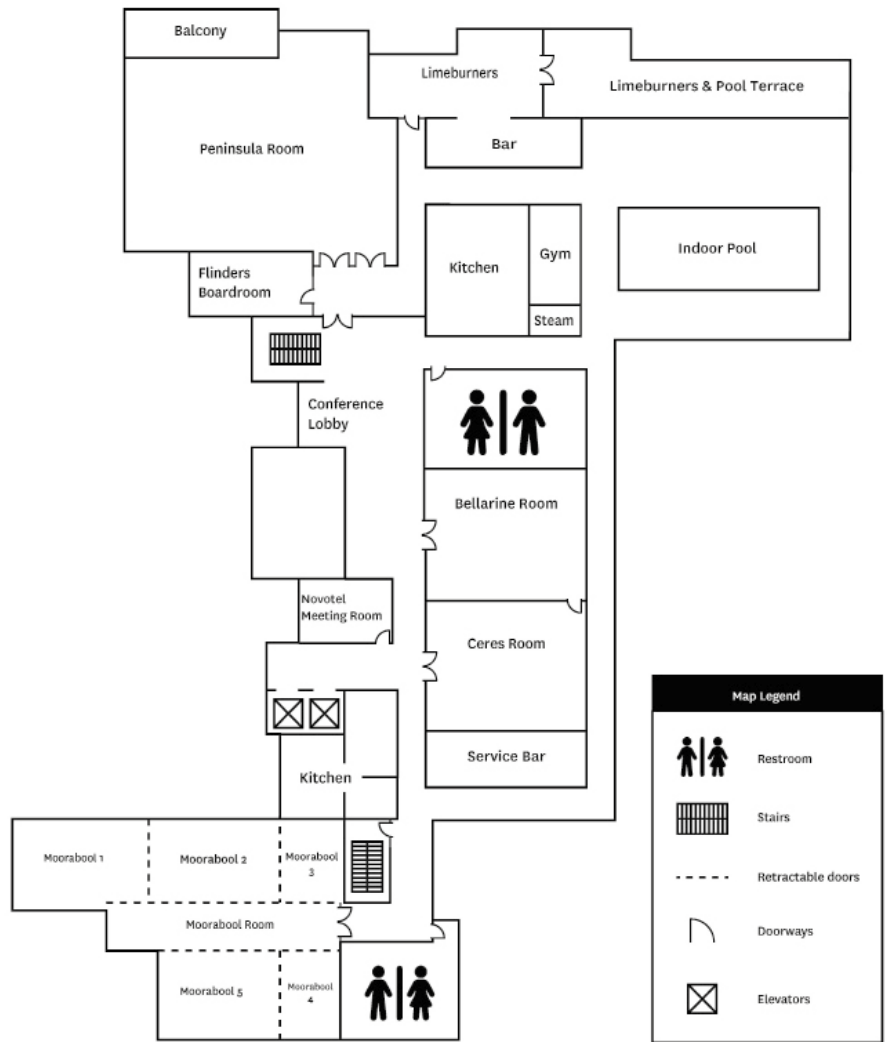 Balcony
Limeburners
Limeburners & Pool Terrace
Peninsula Room
Bar
Flinders
Boardroom
Kitchen
Gym
Steam
Indoor Pool
Conference
Lobby
Bellarine Room
Novotel
Meeting Room
Ceres Room
Service Bar
Kitchen
Moorabool 1
Moorabool 2
Moorabool
3
Moorabool Room
Moorabool 5
Moorabool
4
Map Legend
Restroom
Stairs
Retractable doors
Doorways
Elevators